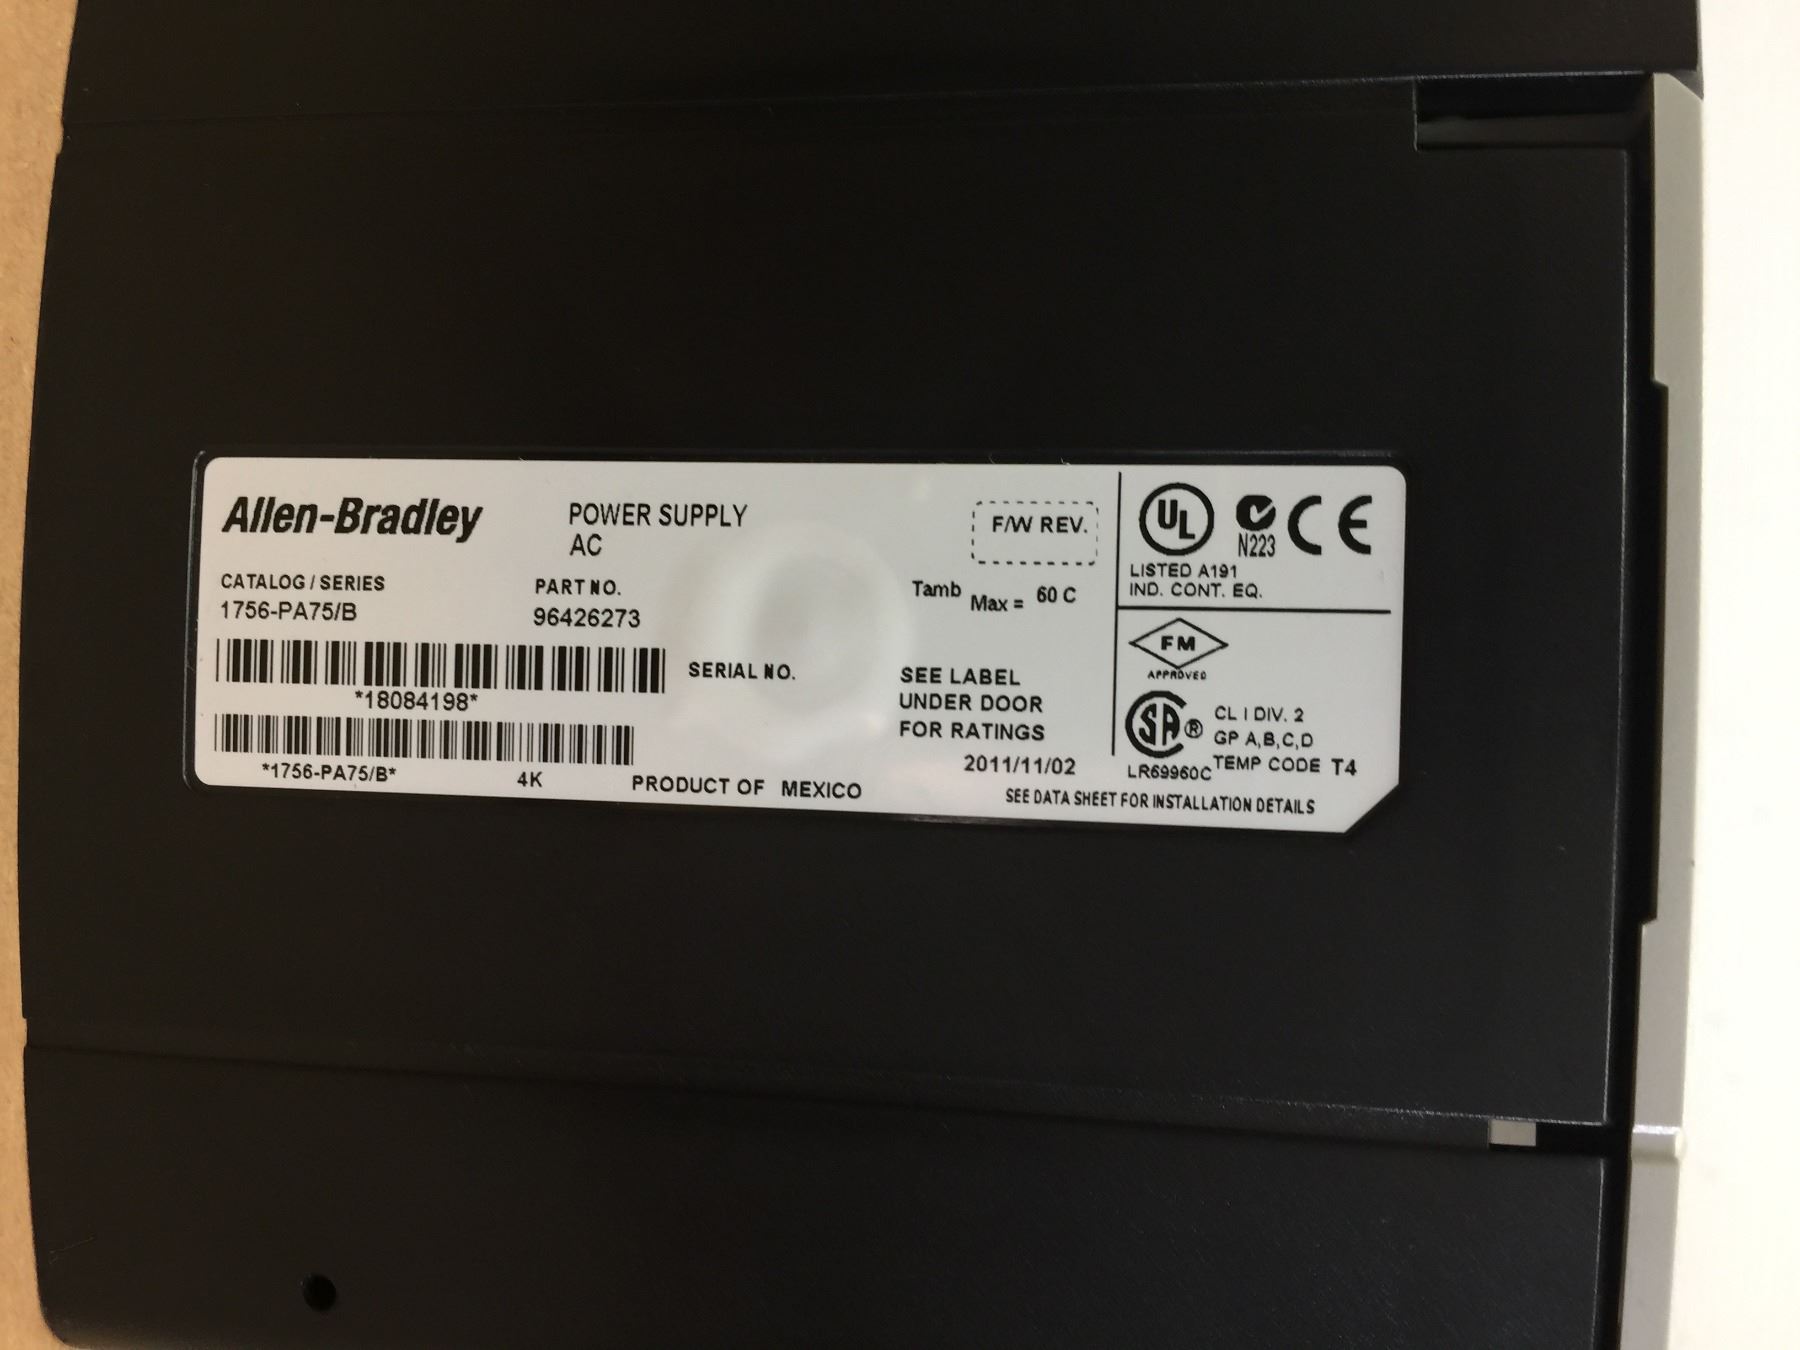 Allen-Bradley
POWER SUPPLY
AC
CATALOG / SERIES
1756-PA75/B
PART NO.
96426273
*18084198*
SERIAL NO.
*1756-PA75/B*
4K
PRODUCT OF MEXICO
F/W REV.
Tamb Max = 60 C
SEE LABEL
UNDER DOOR
FOR RATINGS
2011/11/02
UL
N223
CE
LISTED A191
IND. CONT. EQ.
FM
APPROVED
SA®
CL I DIV. 2
GP A,B,C,D
TEMP CODE T4
LR69960C
SEE DATA SHEET FOR INSTALLATION DETAILS